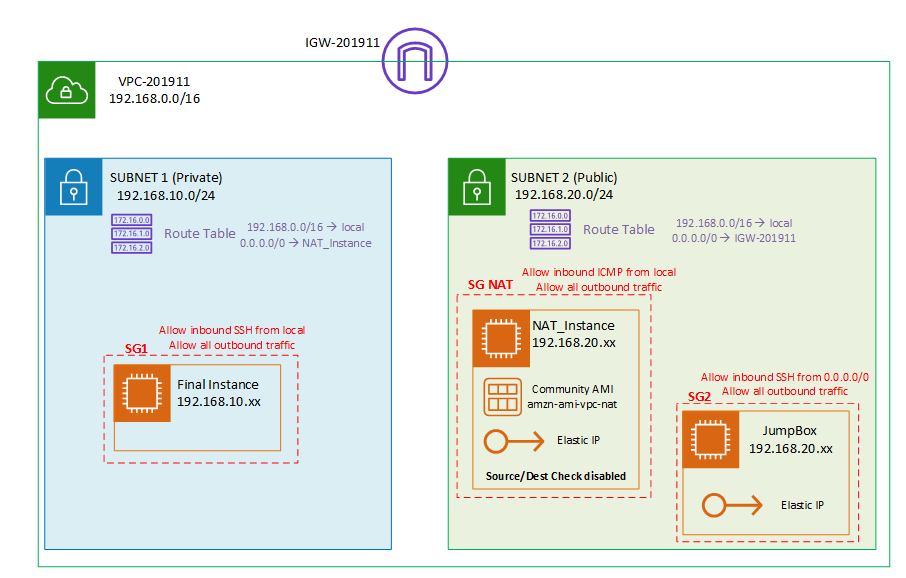 IGW-201911
VPC-201911
192.168.0.0/16
SUBNET 1 (Private)
192.168.10.0/24
172.16.0.0
172.16.1.0
172.16.2.0
Route Table
192.168.0.0/16 → local
0.0.0.0/0 → NAT_Instance
Allow inbound SSH from local
Allow all outbound traffic
SG1
Final Instance
192.168.10.xx
SUBNET 2 (Public)
192.168.20.0/24
172.16.0.0
172.16.1.0
172.16.2.0
Route Table
192.168.0.0/16 → local
0.0.0.0/0 → IGW-201911
Allow inbound ICMP from local
Allow all outbound traffic
SG NAT
NAT_Instance
192.168.20.xx
Community AMI
amzn-ami-vpc-nat
Elastic IP
Source/Dest Check disabled
Allow inbound SSH from 0.0.0.0/0
Allow all outbound traffic
SG2
JumpBox
192.168.20.xx
Elastic IP